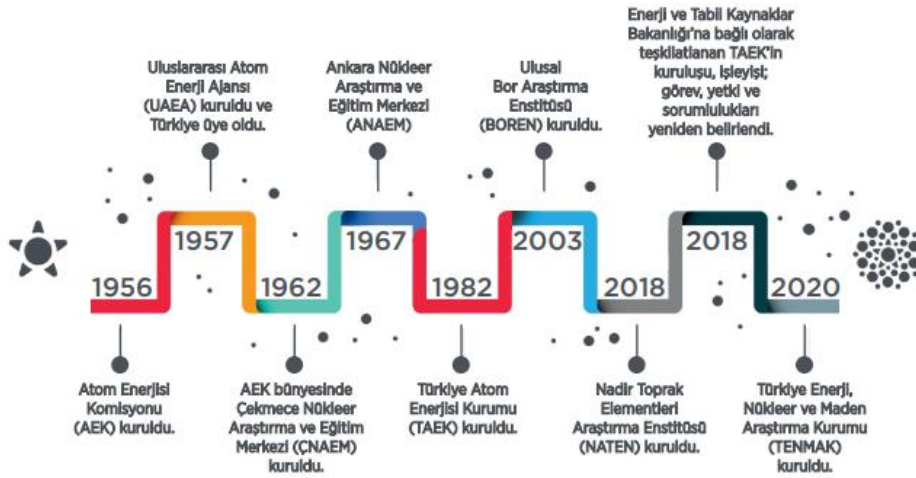 Uluslararası Atom
Enerji Ajansı
(UAEA) kuruldu ve
Türkiye üye oldu.
Ankara Nükleer
Araştırma ve
Eğitim Merkezi
(ANAEM)
Ulusal
Bor Araştırma
Enstitüsü
(BOREN) kuruldu.
Enerji ve Tabii Kaynaklar
Bakanlığı'na bağlı olarak
teşkilatlanan TAEK'in
kuruluşu, işleyişi;
görev, yetki ve
sorumlulukları
yeniden belirlendi.
1956
1957
1962
1967
1982
2003
2018
2018
2020
Atom Enerjisi
Komisyonu
(AEK) kuruldu.
AEK bünyesinde
Çekmece Nükleer
Araştırma ve Eğitim
Merkezi (ÇNAEM)
kuruldu.
Türkiye Atom
Enerjisi Kurumu
(TAEK) kuruldu.
Nadir Toprak
Elementleri
Araştırma Enstitüsü
(NATEN) kuruldu.
Türkiye Enerji,
Nükleer ve Maden
Araştırma Kurumu
(TENMAK)
kuruldu.